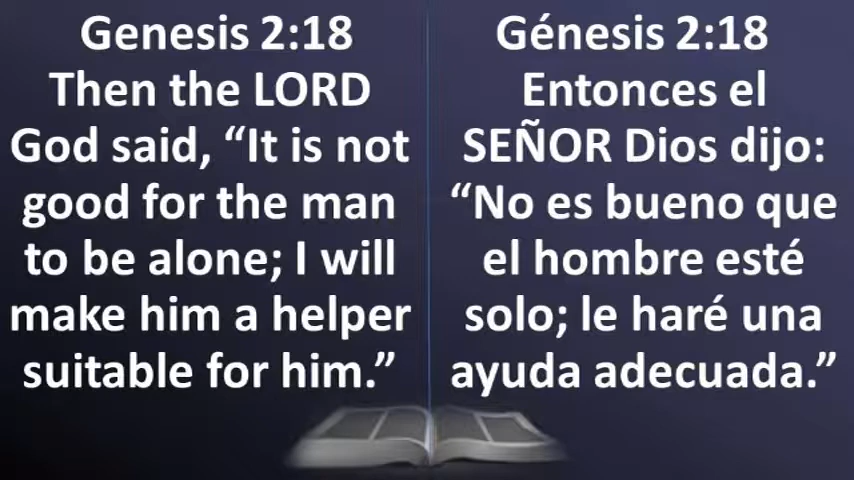 Genesis 2:18
Then the LORD
God said, “It is not
good for the man
to be alone; I will
make him a helper
suitable for him.”
Génesis 2:18
Entonces el
SEÑOR Dios dijo:
“No es bueno que
el hombre esté
solo; le haré una
ayuda adecuada.”